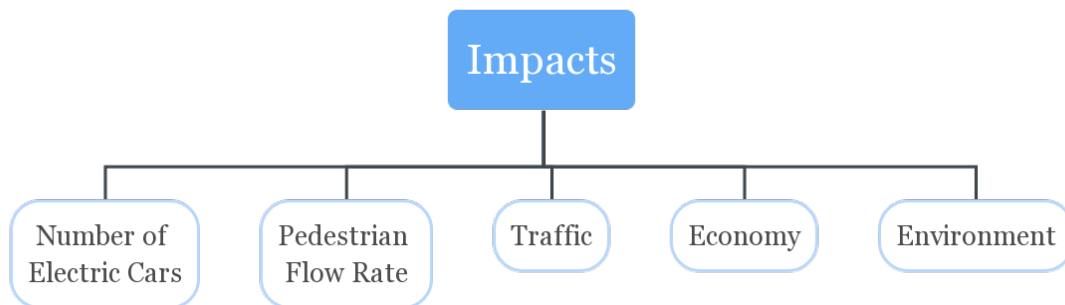 Impacts
Number of
Electric Cars
Pedestrian
Flow Rate
Traffic
Economy
Environment